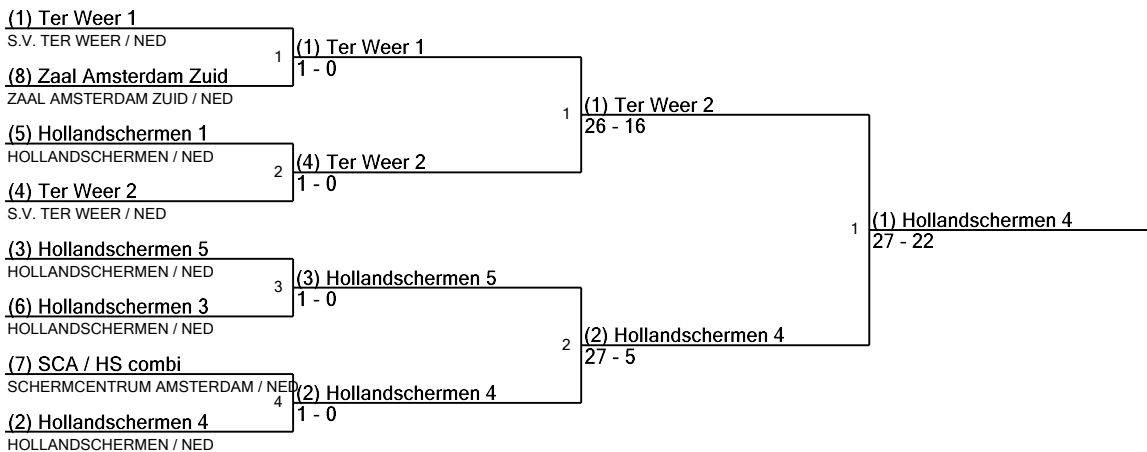 (1) Ter Weer 1
S.V. TER WEER / NED
1
(8) Zaal Amsterdam Zuid
ZAAL AMSTERDAM ZUID / NED
(5) Hollandschermen 1
HOLLANDSCHERMEN / NED
2
(4) Ter Weer 2
S.V. TER WEER / NED
(3) Hollandschermen 5
HOLLANDSCHERMEN / NED
3
(6) Hollandschermen 3
HOLLANDSCHERMEN / NED
(7) SCA / HS combi
SCHERMCENTRUM AMSTERDAM / NED
4
(2) Hollandschermen 4
HOLLANDSCHERMEN / NED
(1) Ter Weer 1
1 - 0
1
(4) Ter Weer 2
1 - 0
(3) Hollandschermen 5
1 - 0
2
(2) Hollandschermen 4
1 - 0
(1) Ter Weer 2
26 - 16
1
(2) Hollandschermen 4
27 - 5
(1) Hollandschermen 4
27 - 22